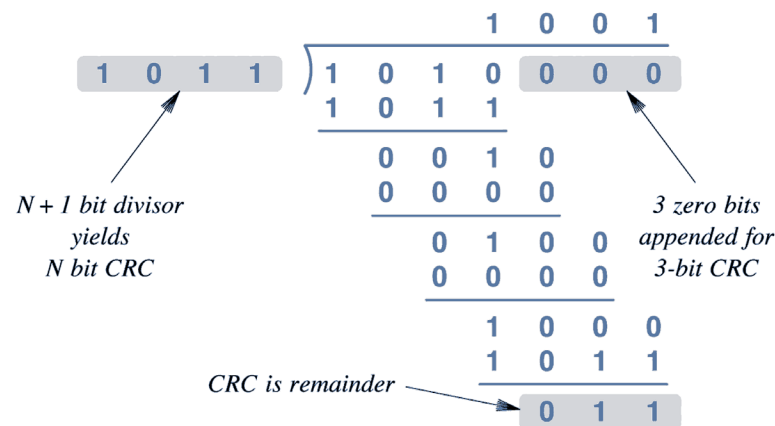 1 0 0 1
1 0 1 1 ) 1 0 1 0 0 0 0
1 0 1 1
0 0 1 0
0 0 0 0
N + 1 bit divisor
yields
N bit CRC
3 zero bits
appended for
3-bit CRC
0 1 0 0
0 0 0 0
1 0 0 0
1 0 1 1
CRC is remainder
0 1 1